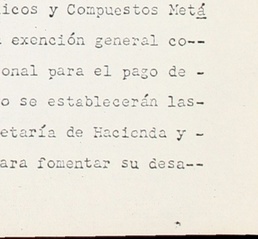 icos y Compuestos Metá
exención general co--
onal para el pago de -
o se establecerán las-
etaría de Hacienda y -
ara fomentar su desa--